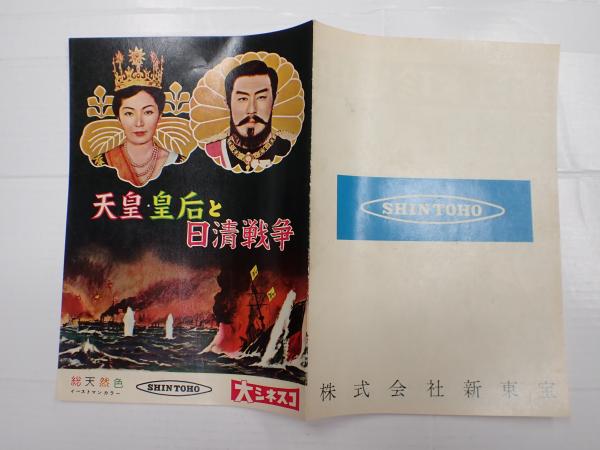 天皇・皇后と
日清戦争
総天然色
イーストマンカラー
SHINTOHO
大シネスコ
SHINTOHO
株式会社新東宝